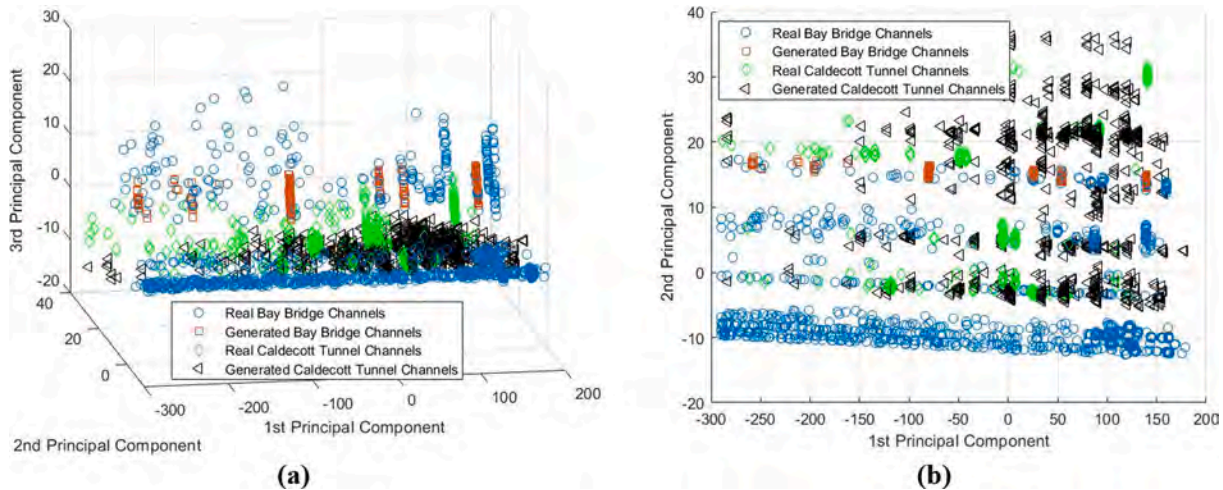 30
20
10
0
-10
-20
3rd Principal Component
40
20
0
2nd Principal Component
-300
-200
-100
0
100
200
1st Principal Component
Real Bay Bridge Channels
Generated Bay Bridge Channels
Real Caldecott Tunnel Channels
Generated Caldecott Tunnel Channels
(a)
40
30
20
10
0
-10
-20
2nd Principal Component
Real Bay Bridge Channels
Generated Bay Bridge Channels
Real Caldecott Tunnel Channels
Generated Caldecott Tunnel Channels
-300 -250 -200 -150 -100 -50 0 50 100 150 200
1st Principal Component
(b)